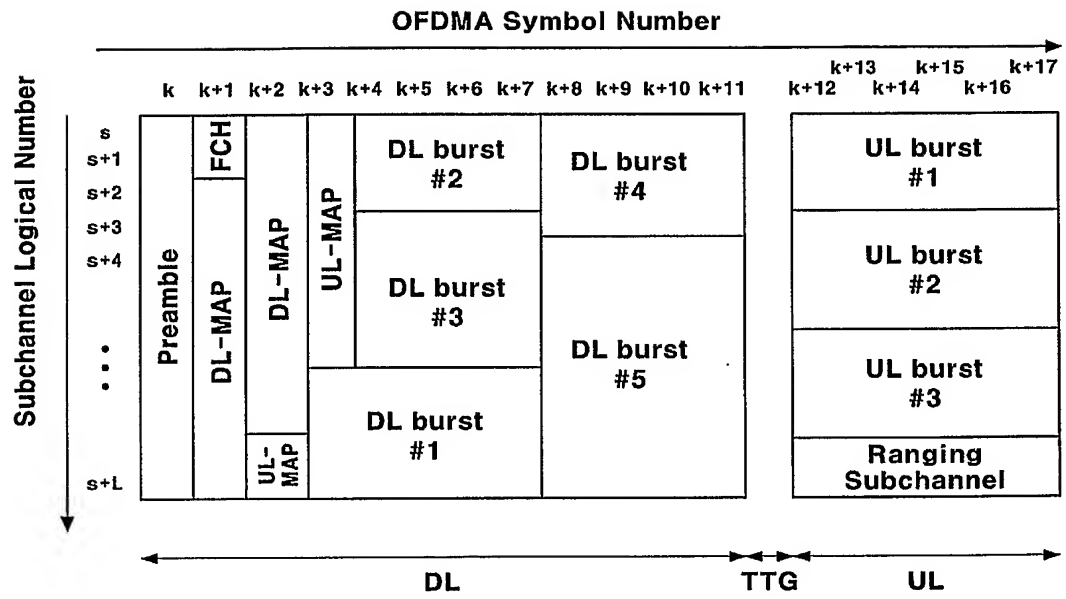 OFDMA Symbol Number
k+13 k+15 k+17
k k+1 k+2 k+3 k+4 k+5 k+6 k+7 k+8 k+9 k+10 k+11 k+12 k+14 k+16
Subchannel Logical Number
s
s+1
s+2
s+3
s+4
s+L
Preamble
FCH
DL-MAP
DL-MAP
UL-
MAP
UL-MAP
DL burst
#2
DL burst
#3
DL burst
#1
DL burst
#4
DL burst
#5
UL burst
#1
UL burst
#2
UL burst
#3
Ranging
Subchannel
DL TTG UL